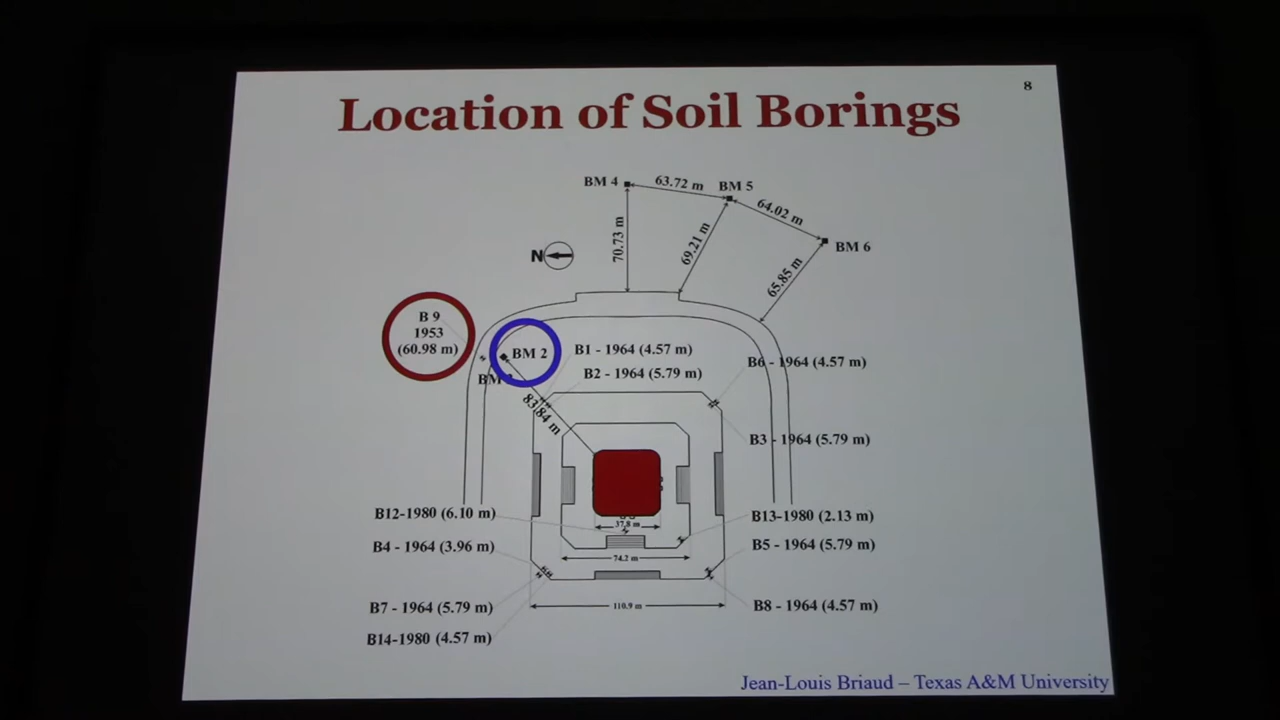 8
Location of Soil Borings
BM 4
63.72 m
BM 5
64.02 m
BM 6
70.73 m
69.21 m
65.85 m
N
B 9
1953
(60.98 m)
BM 2
BM
B1 - 1964 (4.57 m)
B2 - 1964 (5.79 m)
B6 - 1964 (4.57 m)
83.84 m
B3 - 1964 (5.79 m)
B12-1980 (6.10 m)
B13-1980 (2.13 m)
37.8 m
B4 - 1964 (3.96 m)
B5 - 1964 (5.79 m)
74.2 m
B7 - 1964 (5.79 m)
110.9 m
B8 - 1964 (4.57 m)
B14-1980 (4.57 m)
Jean-Louis Briaud – Texas A&M University